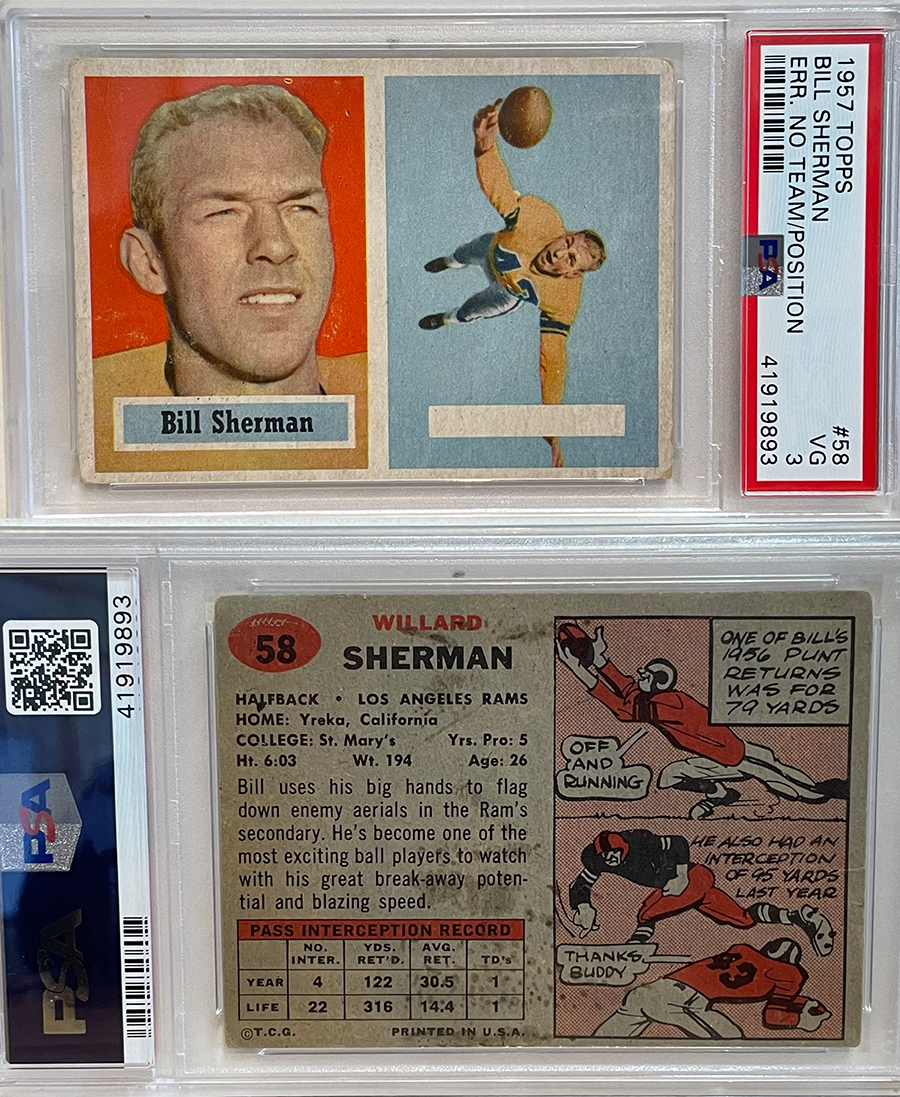 Bill Sherman
1957 TOPPS
#58
BILL SHERMAN
VG
ERR. NO TEAM/POSITION
3
PSA
41919893
41919893
PSA
PSA
58
WILLARD
SHERMAN
HALFBACK • LOS ANGELES RAMS
HOME: Yreka, California
COLLEGE: St. Mary's Yrs. Pro: 5
Ht. 6:03 Wt. 194 Age: 26
Bill uses his big hands to flag
down enemy aerials in the Ram's
secondary. He's become one of the
most exciting ball players to watch
with his great break-away poten-
tial and blazing speed.
PASS INTERCEPTION RECORD
NO. YDS. AVG.
INTER. RET'D. RET. TD's
YEAR 4 122 30.5 1
LIFE 22 316 14.4 1
©T.C.G. PRINTED IN U.S.A.
ONE OF BILL'S
1956 PUNT
RETURNS
WAS FOR
79 YARDS
OFF
AND
RUNNING
HE ALSO HAD AN
INTERCEPTION
OF 95 YARDS
LAST YEAR
THANKS,
BUDDY
43